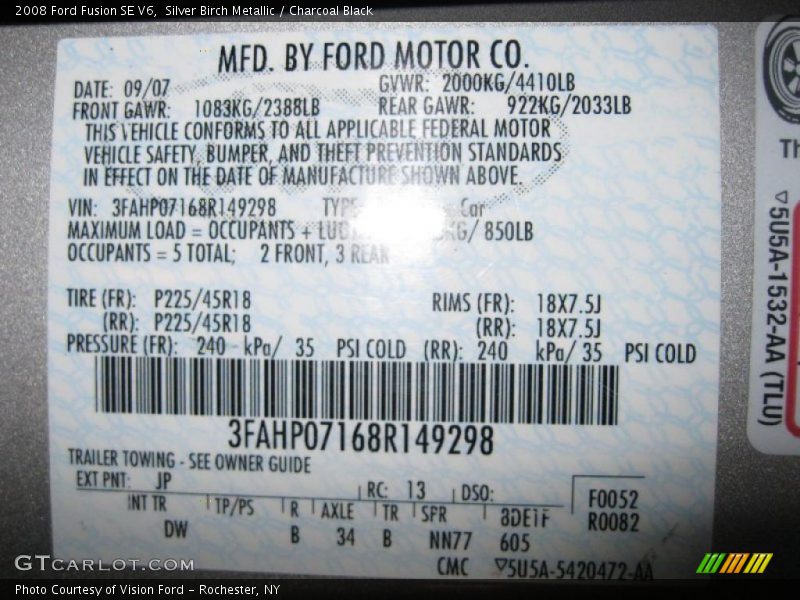 2008 Ford Fusion SE V6,  Silver Birch Metallic / Charcoal Black
MFD. BY FORD MOTOR CO.
DATE: 09/07 GVWR: 2000KG/4410LB
FRONT GAWR: 1083KG/2388LB REAR GAWR: 922KG/2033LB
THIS VEHICLE CONFORMS TO ALL APPLICABLE FEDERAL MOTOR
VEHICLE SAFETY, BUMPER, AND THEFT PREVENTION STANDARDS
IN EFFECT ON THE DATE OF MANUFACTURE SHOWN ABOVE.
VIN: 3FAHP07168R149298 TYPE Car
MAXIMUM LOAD = OCCUPANTS + KG/ 850LB
OCCUPANTS = 5 TOTAL; 2 FRONT, 3 REAR
TIRE (FR): P225/45R18 RIMS (FR): 18X7.5J
(RR): P225/45R18 (RR): 18X7.5J
PRESSURE (FR): 240 kPa/ 35 PSI COLD (RR): 240 kPa/ 35 PSI COLD
3FAHP07168R149298
TRAILER TOWING - SEE OWNER GUIDE
EXT PNT: JP RC: 13 DSO: F0052
INT TR TP/PS R AXLE TR SFR 8DE1F R0082
DW B 34 B NN77 605
CMC ▽5U5A-5420472-AA
Th
▽5U5A-1532-AA (TLU)
GTCARLOT.COM
Photo Courtesy of Vision Ford – Rochester, NY